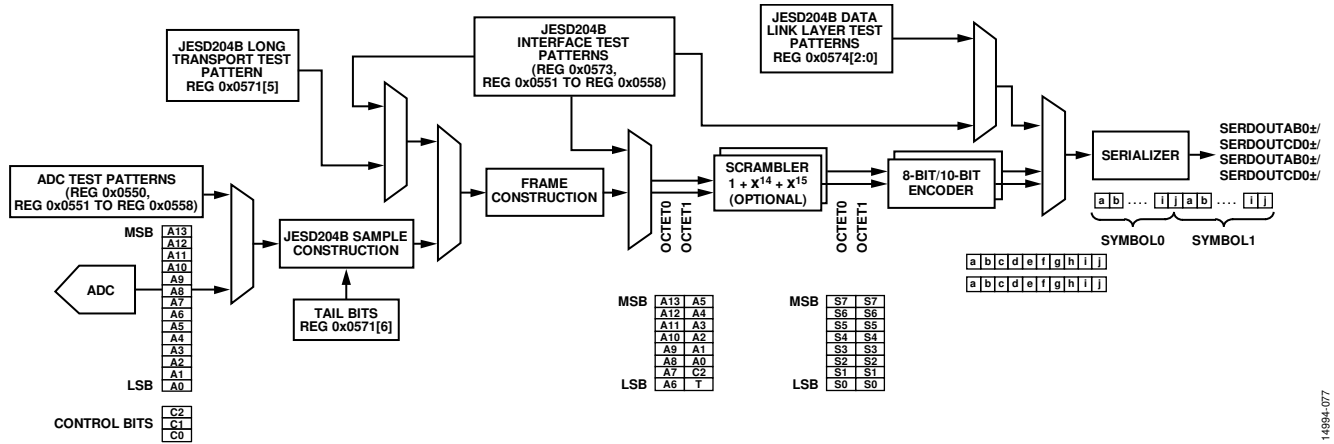 JESD204B LONG
TRANSPORT TEST
PATTERN
REG 0x0571[5]
JESD204B
INTERFACE TEST
PATTERNS
(REG 0x0573,
REG 0x0551 TO REG 0x0558)
JESD204B DATA
LINK LAYER TEST
PATTERNS
REG 0x0574[2:0]
ADC TEST PATTERNS
(REG 0x0550,
REG 0x0551 TO REG 0x0558)
MSB
A13
A12
A11
A10
A9
A8
A7
A6
A5
A4
A3
A2
A1
LSB A0
ADC
CONTROL BITS
C2
C1
C0
JESD204B SAMPLE
CONSTRUCTION
TAIL BITS
REG 0x0571[6]
FRAME
CONSTRUCTION
OCTET0
OCTET1
SCRAMBLER
1 + X14 + X15
(OPTIONAL)
OCTET0
OCTET1
8-BIT/10-BIT
ENCODER
SERIALIZER
SERDOUTAB0±/
SERDOUTCD0±/
SERDOUTAB0±/
SERDOUTCD0±/
a b .... i j a b .... i j
SYMBOL0 SYMBOL1
a b c d e f g h i j
a b c d e f g h i j
MSB A13 A5
A12 A4
A11 A3
A10 A2
A9 A1
A8 A0
A7 C2
LSB A6 T
MSB S7 S7
S6 S6
S5 S5
S4 S4
S3 S3
S2 S2
S1 S1
LSB S0 S0
14994-077